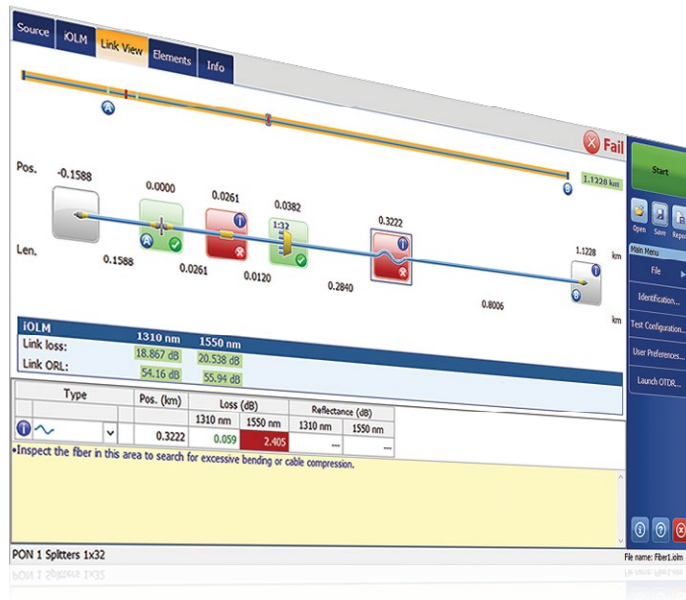 Source iOLM Link View Elements Info
Fail
A
B
1.1228 km
Pos. -0.1588 0.0000 0.0261 0.0382 0.3222 1.1228 km
1:32
A
B
Len. 0.1588 0.0261 0.0120 0.2840 0.8006 km
iOLM 1310 nm 1550 nm
Link loss: 18.867 dB 20.538 dB
Link ORL: 54.16 dB 55.94 dB
Type Pos. (km) Loss (dB) Reflectance (dB)
1310 nm 1550 nm 1310 nm 1550 nm
0.3222 0.059 2.405 --- ---
•Inspect the fiber in this area to search for excessive bending or cable compression.
PON 1 Splitters 1x32
Start
Open Save
Main Menu
File
Identification...
Test Configuration...
User Preferences...
Launch OTDR...
File name: Fiber1.iolm